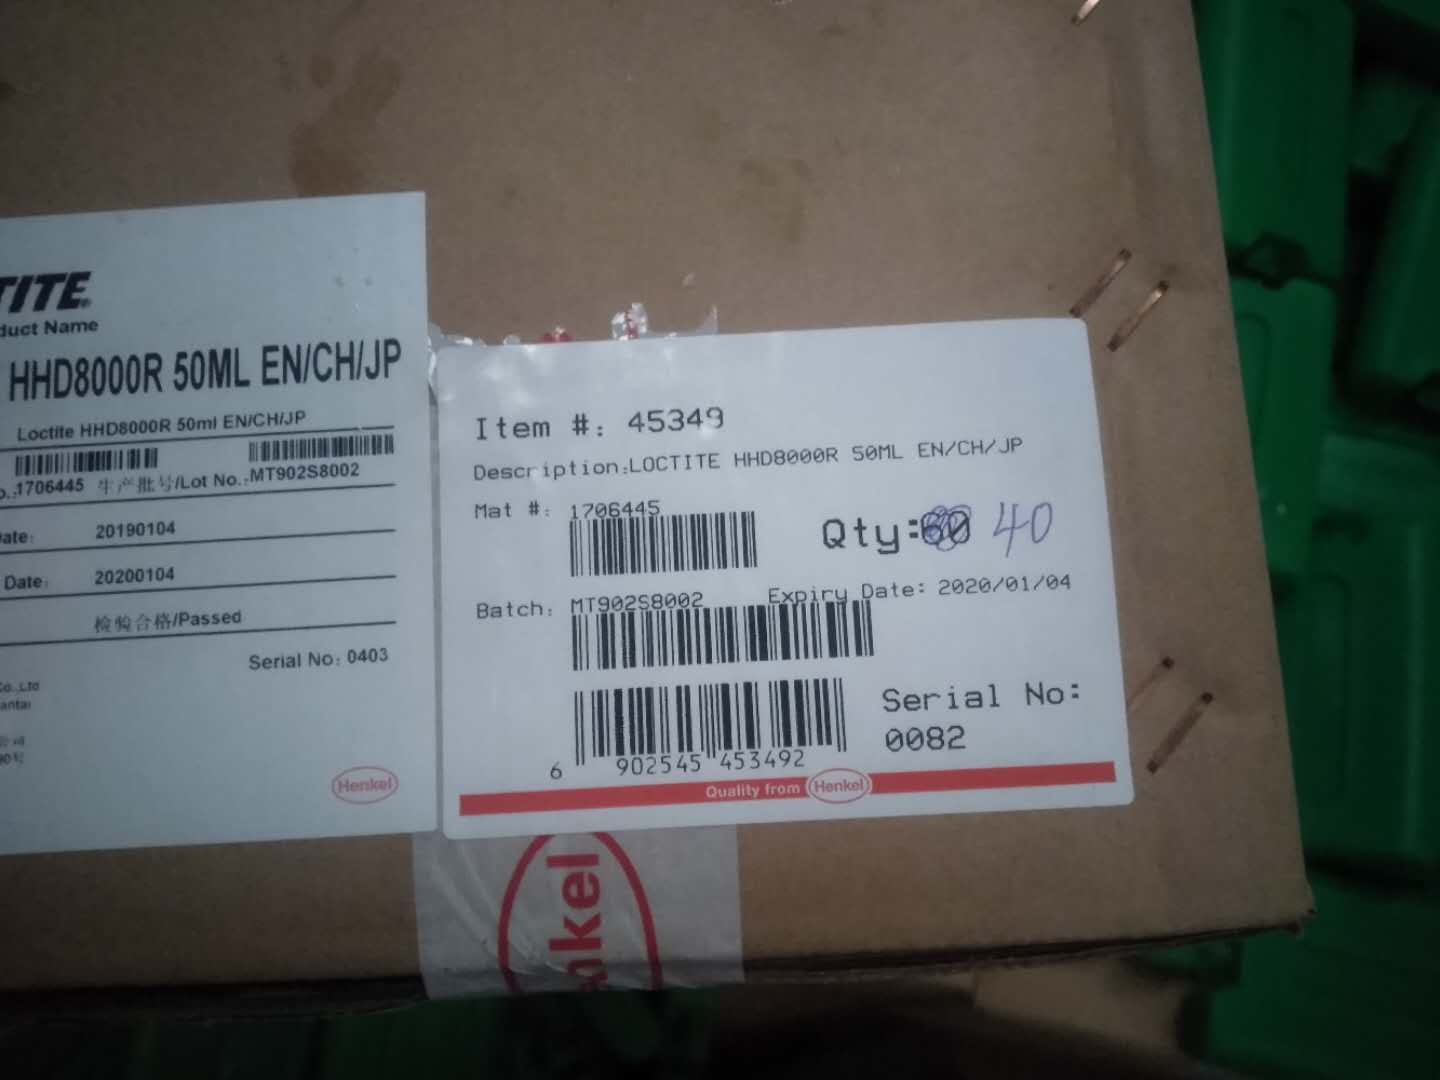 TITE
duct Name
HHD8000R 50ML EN/CH/JP
Loctite HHD8000R 50ml EN/CH/JP
o.:1706445 生产批号/Lot No.:MT902S8002
ate: 20190104
Date: 20200104
检验合格/Passed
Serial No: 0403
Co.,Ltd
antai
Henkel
Item #: 45349
Description:LOCTITE HHD8000R 50ML EN/CH/JP
Mat #: 1706445
Qty: 40
Batch: MT902S8002 Expiry Date: 2020/01/04
6 902545 453492
Serial No:
0082
Quality from Henkel
enkel